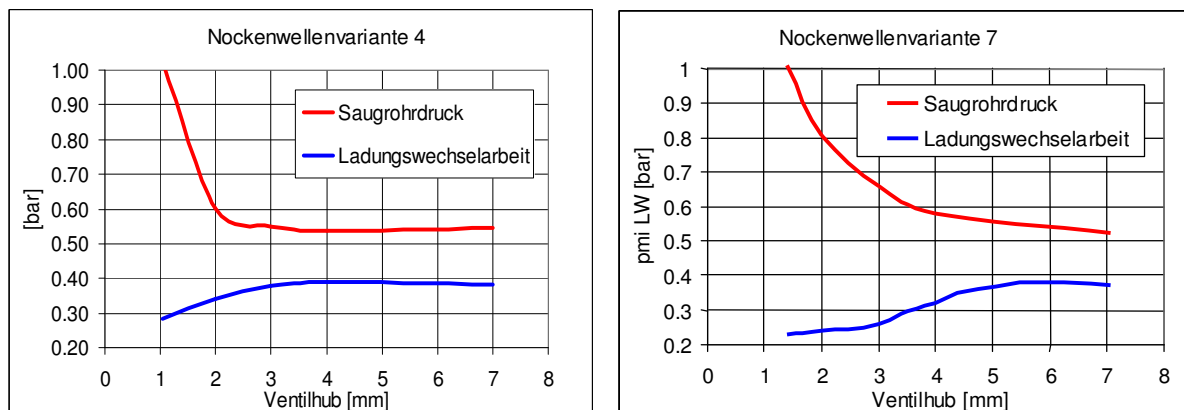 Nockenwellenvariante 4
1.00
0.90
0.80
0.70
0.60
0.50
0.40
0.30
0.20
[bar]
Saugrohrdruck
Ladungswechselarbeit
0 1 2 3 4 5 6 7 8
Ventilhub [mm]
Nockenwellenvariante 7
1
0.9
0.8
0.7
0.6
0.5
0.4
0.3
0.2
pmi LW [bar]
Saugrohrdruck
Ladungswechselarbeit
0 1 2 3 4 5 6 7 8
Ventilhub [mm]